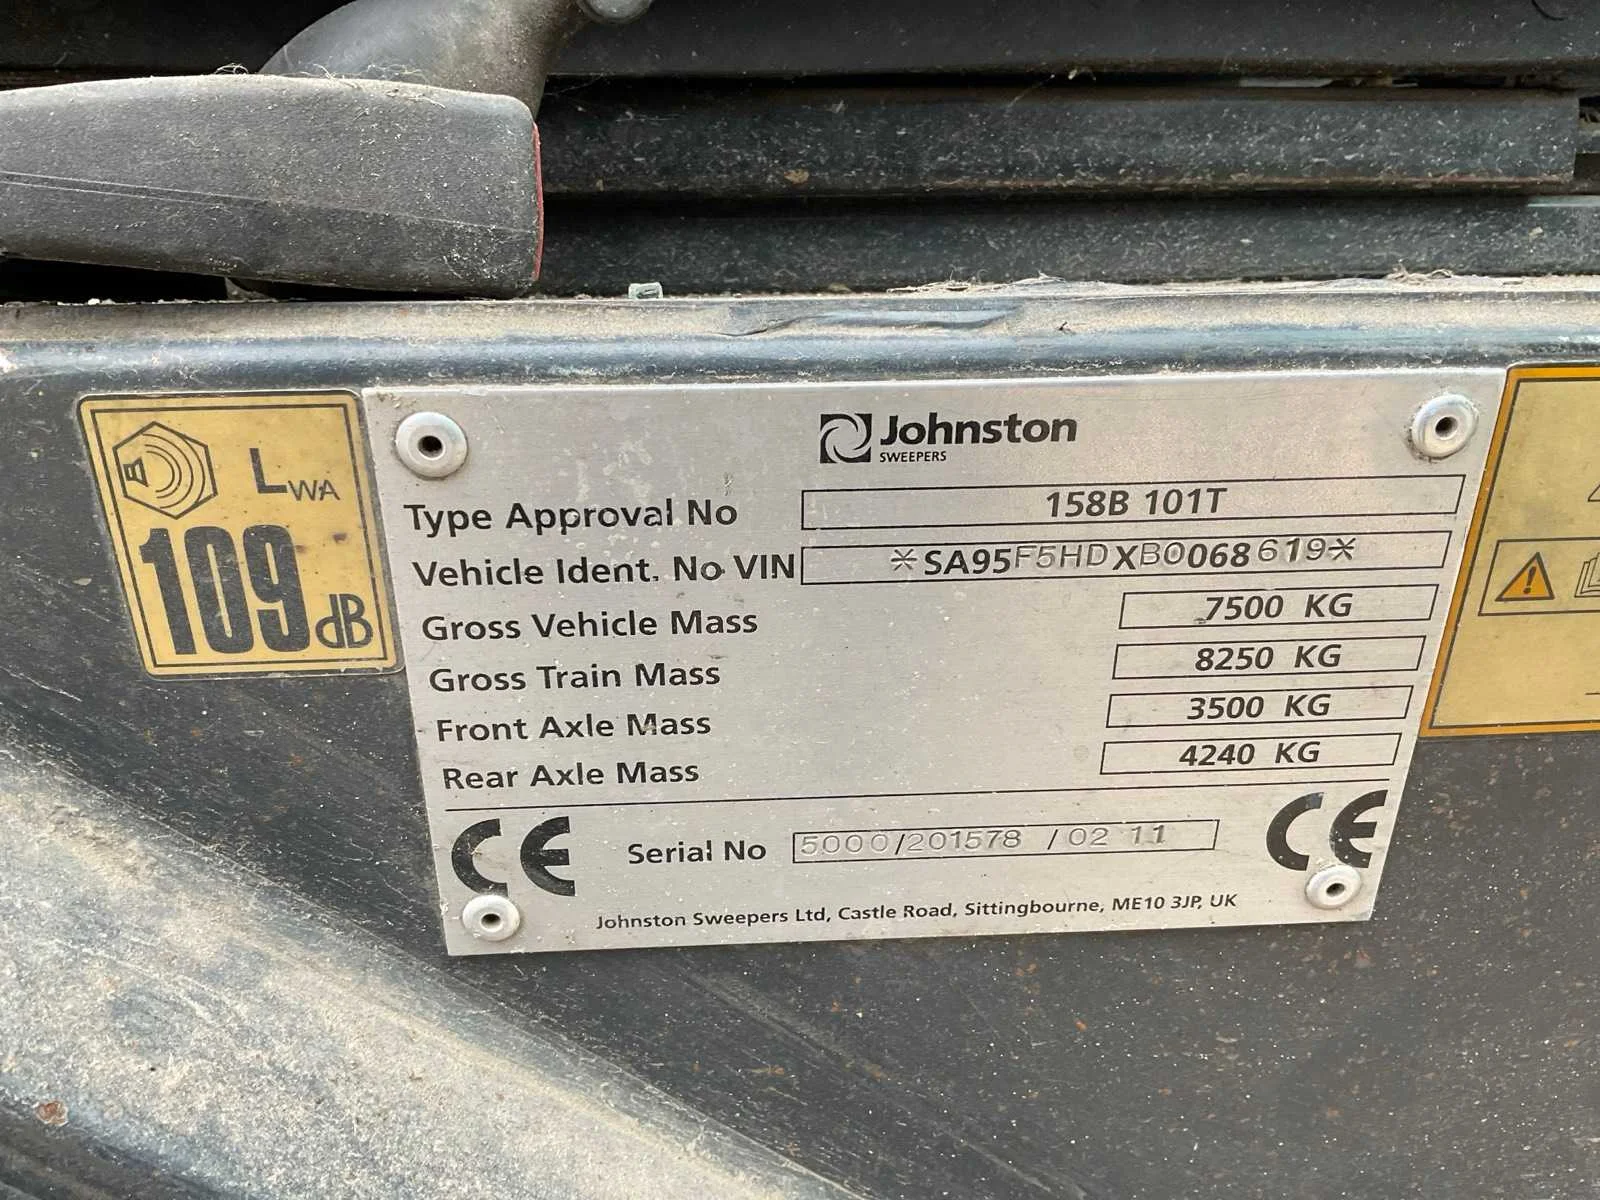 Johnston
SWEEPERS
Type Approval No 158B 101T
Vehicle Ident. No VIN *SA95F5HDXB0068619*
Gross Vehicle Mass 7500 KG
Gross Train Mass 8250 KG
Front Axle Mass 3500 KG
Rear Axle Mass 4240 KG
CE Serial No 5000/201578 /02 11 CE
Johnston Sweepers Ltd, Castle Road, Sittingbourne, ME10 3JP, UK
LWA
109 dB